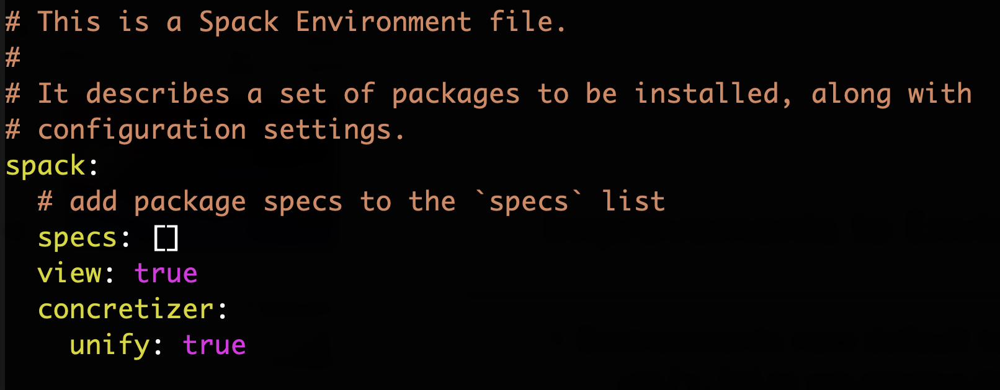 # This is a Spack Environment file.
#
# It describes a set of packages to be installed, along with
# configuration settings.
spack:
  # add package specs to the `specs` list
  specs: []
  view: true
  concretizer:
    unify: true